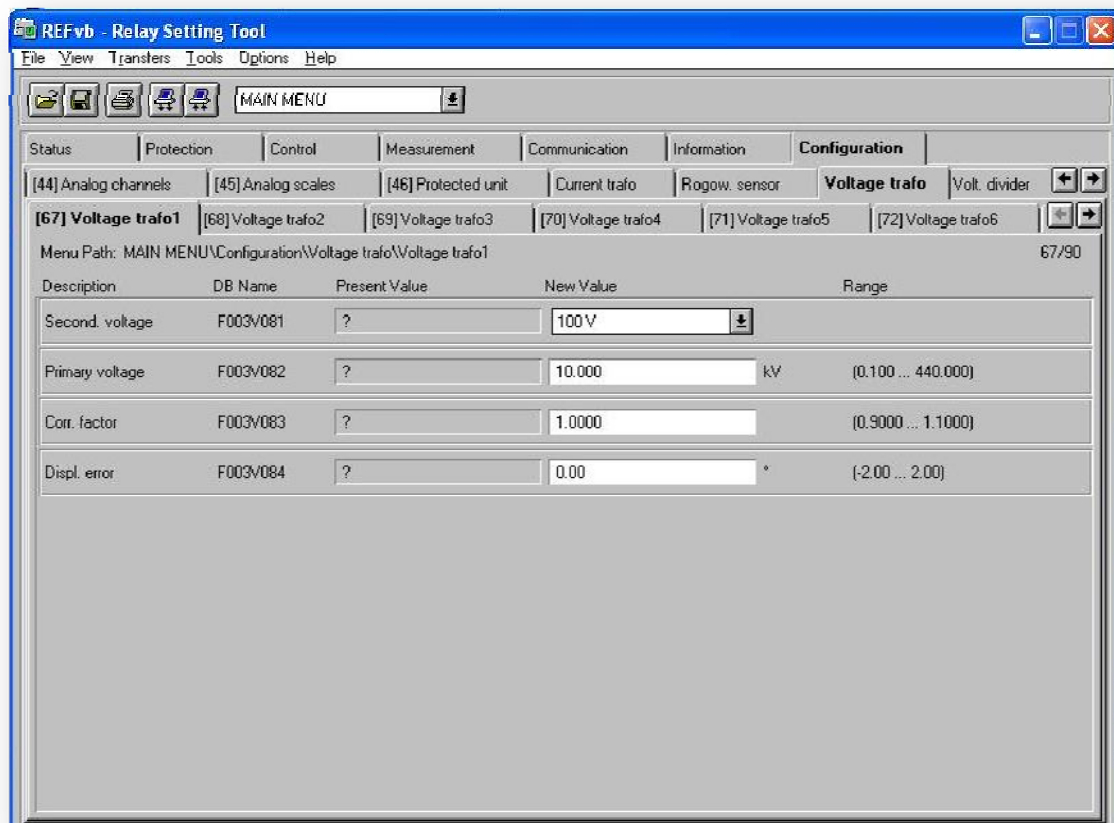 REFvb - Relay Setting Tool
File View Transfers Tools Options Help
MAIN MENU
Status Protection Control Measurement Communication Information Configuration
[44] Analog channels [45] Analog scales [46] Protected unit Current trafo Rogow. sensor Voltage trafo Volt. divider
[67] Voltage trafo1 [68] Voltage trafo2 [69] Voltage trafo3 [70] Voltage trafo4 [71] Voltage trafo5 [72] Voltage trafo6
Menu Path: MAIN MENU\Configuration\Voltage trafo\Voltage trafo1 67/90
Description DB Name Present Value New Value Range
Second. voltage F003V081 ? 100 V
Primary voltage F003V082 ? 10.000 kV (0.100 ... 440.000)
Corr. factor F003V083 ? 1.0000 (0.9000 ... 1.1000)
Displ. error F003V084 ? 0.00 ° (-2.00 ... 2.00)